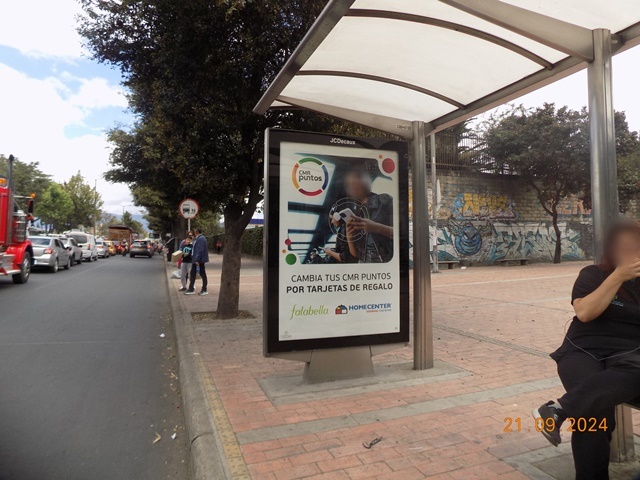 JCDecaux
CMR
puntos
CAMBIA TUS CMR PUNTOS
POR TARJETAS DE REGALO
falabella
HOMECENTER
21.09.2024